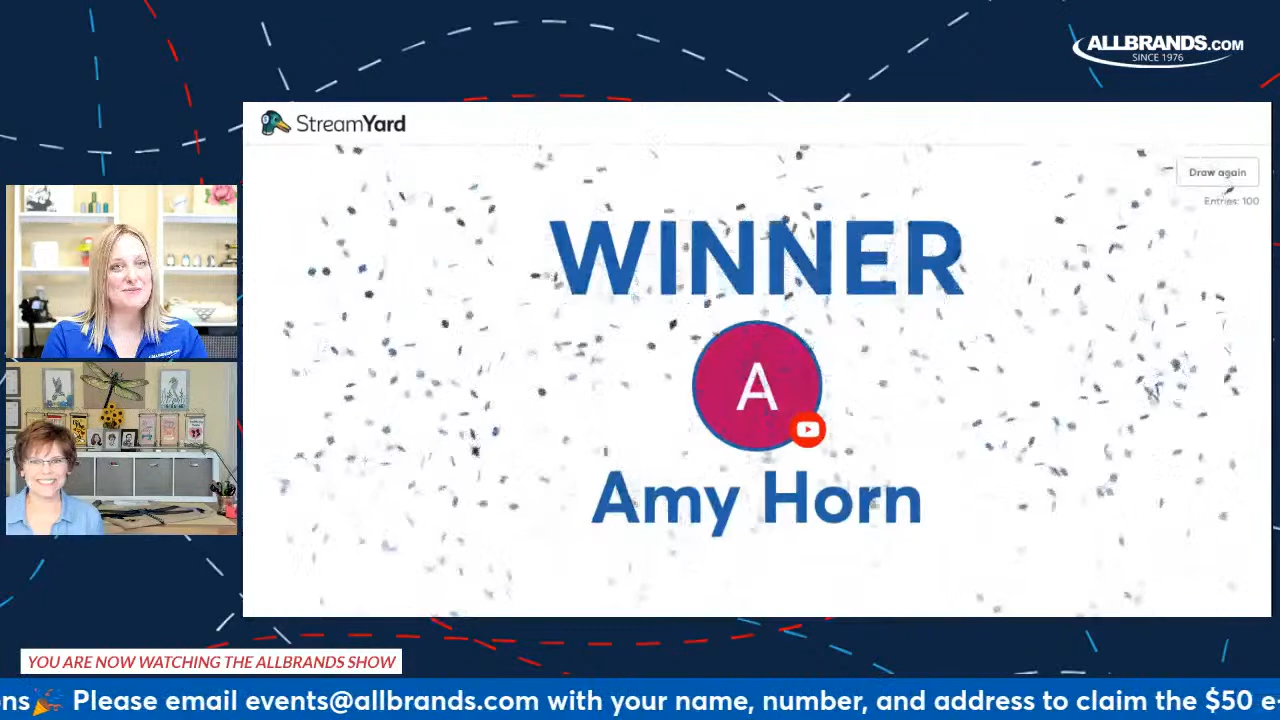 ALLBRANDS.COM
SINCE 1976
StreamYard
Draw again
Entries: 100
WINNER
A
Amy Horn
YOU ARE NOW WATCHING THE ALLBRANDS SHOW
ns🎉 Please email events@allbrands.com with your name, number, and address to claim the $50 e